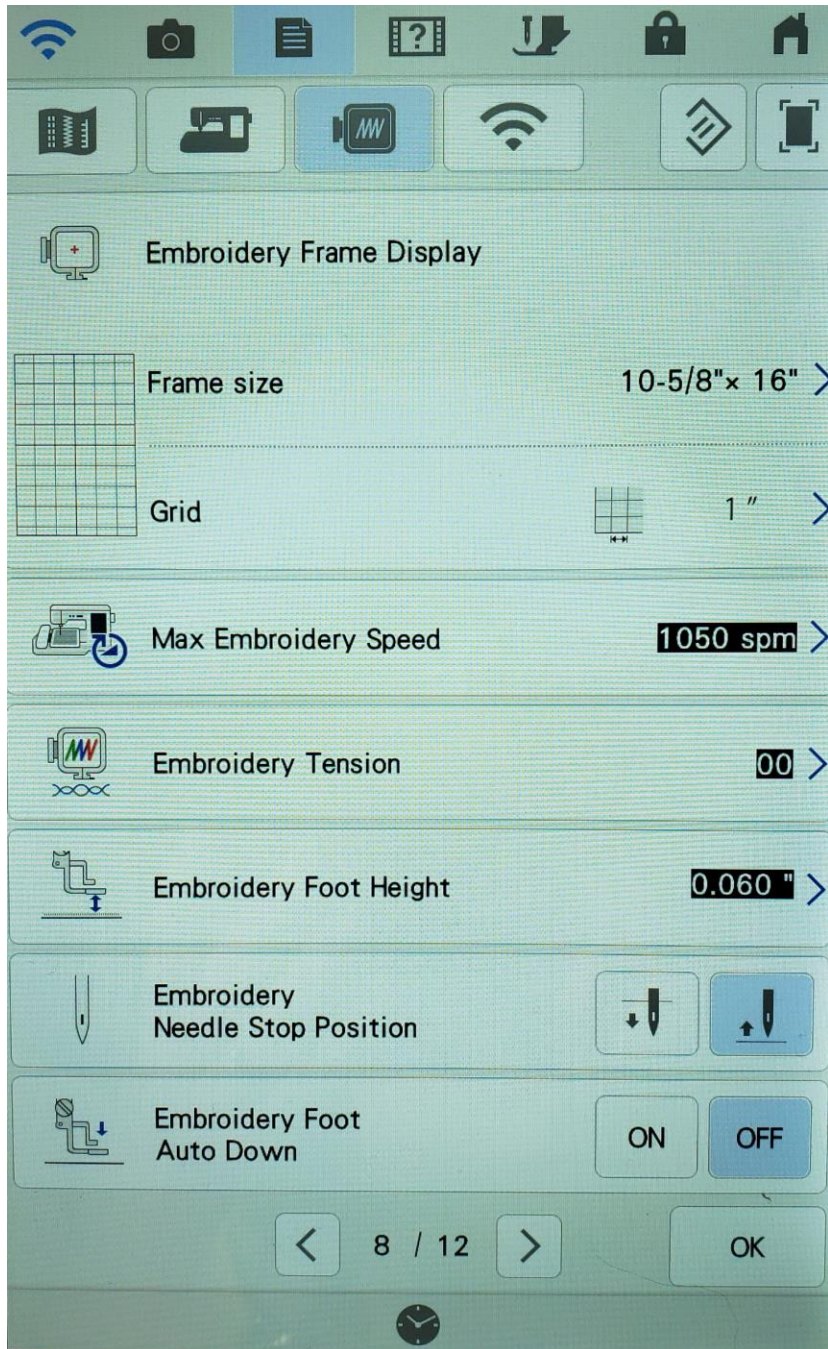 Embroidery Frame Display
Frame size 10-5/8"× 16"
Grid 1 "
Max Embroidery Speed 1050 spm
Embroidery Tension 00
Embroidery Foot Height 0.060 "
Embroidery
Needle Stop Position
Embroidery Foot
Auto Down ON OFF
8 / 12 OK